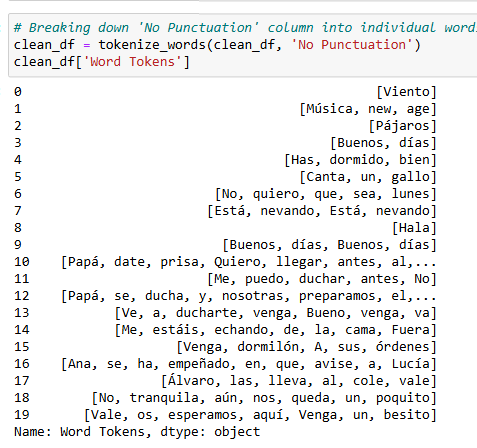 # Breaking down 'No Punctuation' column into individual word
clean_df = tokenize_words(clean_df, 'No Punctuation')
clean_df['Word Tokens']
0 [Viento]
1 [Música, new, age]
2 [Pájaros]
3 [Buenos, días]
4 [Has, dormido, bien]
5 [Canta, un, gallo]
6 [No, quiero, que, sea, lunes]
7 [Está, nevando, Está, nevando]
8 [Hala]
9 [Buenos, días, Buenos, días]
10 [Papá, date, prisa, Quiero, llegar, antes, al,...
11 [Me, puedo, duchar, antes, No]
12 [Papá, se, ducha, y, nosotras, preparamos, el,...
13 [Ve, a, ducharte, venga, Bueno, venga, va]
14 [Me, estáis, echando, de, la, cama, Fuera]
15 [Venga, dormilón, A, sus, órdenes]
16 [Ana, se, ha, empeñado, en, que, avise, a, Lucía]
17 [Álvaro, las, lleva, al, cole, vale]
18 [No, tranquila, aún, nos, queda, un, poquito]
19 [Vale, os, esperamos, aquí, Venga, un, besito]
Name: Word Tokens, dtype: object